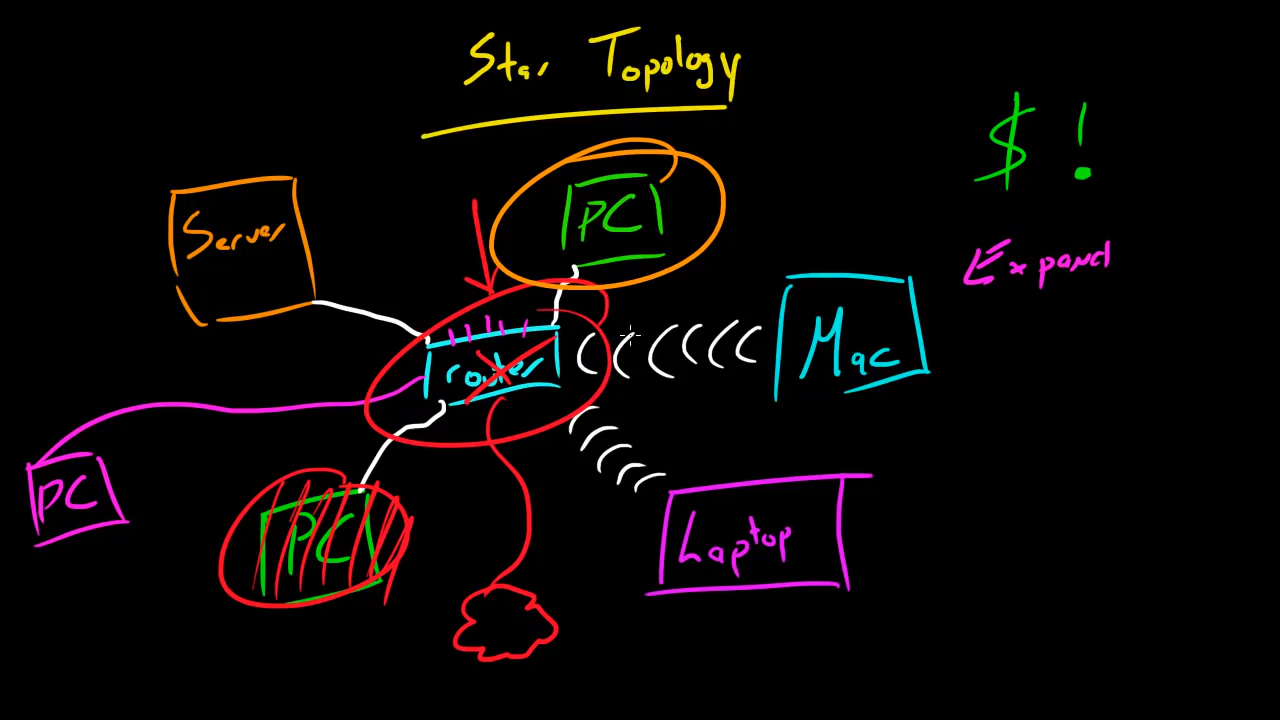 Star Topology
$ !
PC
Server
Expand
Mac
router
PC
PC
Laptop